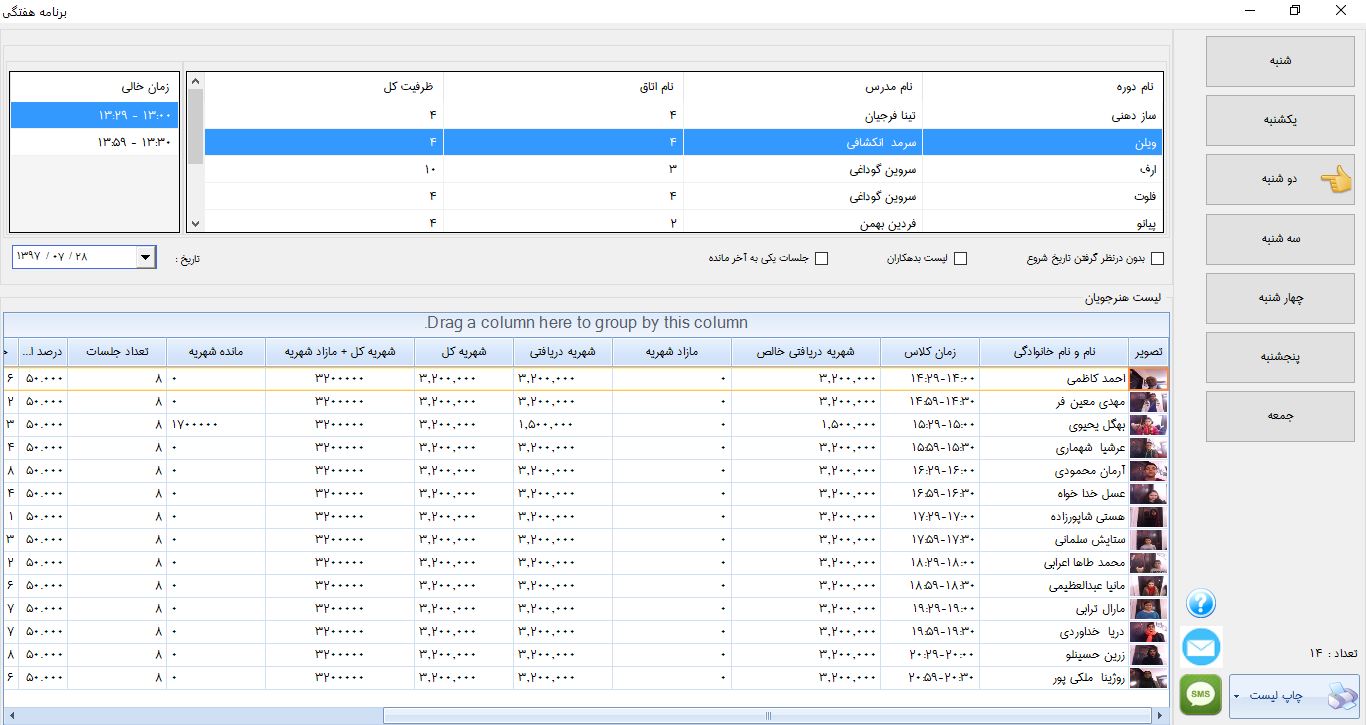 برنامه هفتگی
شنبه
یکشنبه
دو شنبه
سه شنبه
چهار شنبه
پنجشنبه
جمعه
نام دوره نام مدرس نام اتاق ظرفیت کل
ساز دهنی تینا فرجیان ۴ ۴
ویلن سرمد انکشافی ۴ ۴
ارف سروین گوداغی ۳ ۱۰
فلوت سروین گوداغی ۴ ۴
پیانو فردین بهمن ۲ ۴
زمان خالی
۱۳:۰۰ - ۱۳:۲۹
۱۳:۳۰ - ۱۳:۵۹
بدون درنظر گرفتن تاریخ شروع لیست بدهکاران جلسات یکی به آخر مانده تاریخ : ۱۳۹۷ / ۰۷ / ۲۸
لیست هنرجویان
Drag a column here to group by this column.
تصویر نام و نام خانوادگی زمان کلاس شهریه دریافتی خالص مازاد شهریه شهریه دریافتی شهریه کل شهریه کل + مازاد شهریه مانده شهریه تعداد جلسات درصد ا...
احمد کاظمی ۱۴:۰۰-۱۴:۲۹ ۳,۲۰۰,۰۰۰ ۰ ۳,۲۰۰,۰۰۰ ۳,۲۰۰,۰۰۰ ۳۲۰۰۰۰۰ ۰ ۸ ۵۰.۰۰۰ ۶
مهدی معین فر ۱۴:۳۰-۱۴:۵۹ ۳,۲۰۰,۰۰۰ ۰ ۳,۲۰۰,۰۰۰ ۳,۲۰۰,۰۰۰ ۳۲۰۰۰۰۰ ۰ ۸ ۵۰.۰۰۰ ۲
بهگل یحیوی ۱۵:۰۰-۱۵:۲۹ ۱,۵۰۰,۰۰۰ ۰ ۱,۵۰۰,۰۰۰ ۳,۲۰۰,۰۰۰ ۳۲۰۰۰۰۰ ۱۷۰۰۰۰۰ ۸ ۵۰.۰۰۰ ۳
عرشیا شهماری ۱۵:۳۰-۱۵:۵۹ ۳,۲۰۰,۰۰۰ ۰ ۳,۲۰۰,۰۰۰ ۳,۲۰۰,۰۰۰ ۳۲۰۰۰۰۰ ۰ ۸ ۵۰.۰۰۰ ۴
آرمان محمودی ۱۶:۰۰-۱۶:۲۹ ۳,۲۰۰,۰۰۰ ۰ ۳,۲۰۰,۰۰۰ ۳,۲۰۰,۰۰۰ ۳۲۰۰۰۰۰ ۰ ۸ ۵۰.۰۰۰ ۸
عسل خدا خواه ۱۶:۳۰-۱۶:۵۹ ۳,۲۰۰,۰۰۰ ۰ ۳,۲۰۰,۰۰۰ ۳,۲۰۰,۰۰۰ ۳۲۰۰۰۰۰ ۰ ۸ ۵۰.۰۰۰ ۴
هستی شاپورزاده ۱۷:۰۰-۱۷:۲۹ ۳,۲۰۰,۰۰۰ ۰ ۳,۲۰۰,۰۰۰ ۳,۲۰۰,۰۰۰ ۳۲۰۰۰۰۰ ۰ ۸ ۵۰.۰۰۰ ۱
ستایش سلمانی ۱۷:۳۰-۱۷:۵۹ ۳,۲۰۰,۰۰۰ ۰ ۳,۲۰۰,۰۰۰ ۳,۲۰۰,۰۰۰ ۳۲۰۰۰۰۰ ۰ ۸ ۵۰.۰۰۰ ۳
محمد طاها اعرابی ۱۸:۰۰-۱۸:۲۹ ۳,۲۰۰,۰۰۰ ۰ ۳,۲۰۰,۰۰۰ ۳,۲۰۰,۰۰۰ ۳۲۰۰۰۰۰ ۰ ۸ ۵۰.۰۰۰ ۲
مانیا عبدالعظیمی ۱۸:۳۰-۱۸:۵۹ ۳,۲۰۰,۰۰۰ ۰ ۳,۲۰۰,۰۰۰ ۳,۲۰۰,۰۰۰ ۳۲۰۰۰۰۰ ۰ ۸ ۵۰.۰۰۰ ۶
مارال ترابی ۱۹:۰۰-۱۹:۲۹ ۳,۲۰۰,۰۰۰ ۰ ۳,۲۰۰,۰۰۰ ۳,۲۰۰,۰۰۰ ۳۲۰۰۰۰۰ ۰ ۸ ۵۰.۰۰۰ ۷
دریا خداوردی ۱۹:۳۰-۱۹:۵۹ ۳,۲۰۰,۰۰۰ ۰ ۳,۲۰۰,۰۰۰ ۳,۲۰۰,۰۰۰ ۳۲۰۰۰۰۰ ۰ ۸ ۵۰.۰۰۰ ۷
زرین حسینلو ۲۰:۰۰-۲۰:۲۹ ۳,۲۰۰,۰۰۰ ۰ ۳,۲۰۰,۰۰۰ ۳,۲۰۰,۰۰۰ ۳۲۰۰۰۰۰ ۰ ۸ ۵۰.۰۰۰ ۸
روژینا ملکی پور ۲۰:۳۰-۲۰:۵۹ ۳,۲۰۰,۰۰۰ ۰ ۳,۲۰۰,۰۰۰ ۳,۲۰۰,۰۰۰ ۳۲۰۰۰۰۰ ۰ ۸ ۵۰.۰۰۰ ۶
تعداد : ۱۴
چاپ لیست
SMS